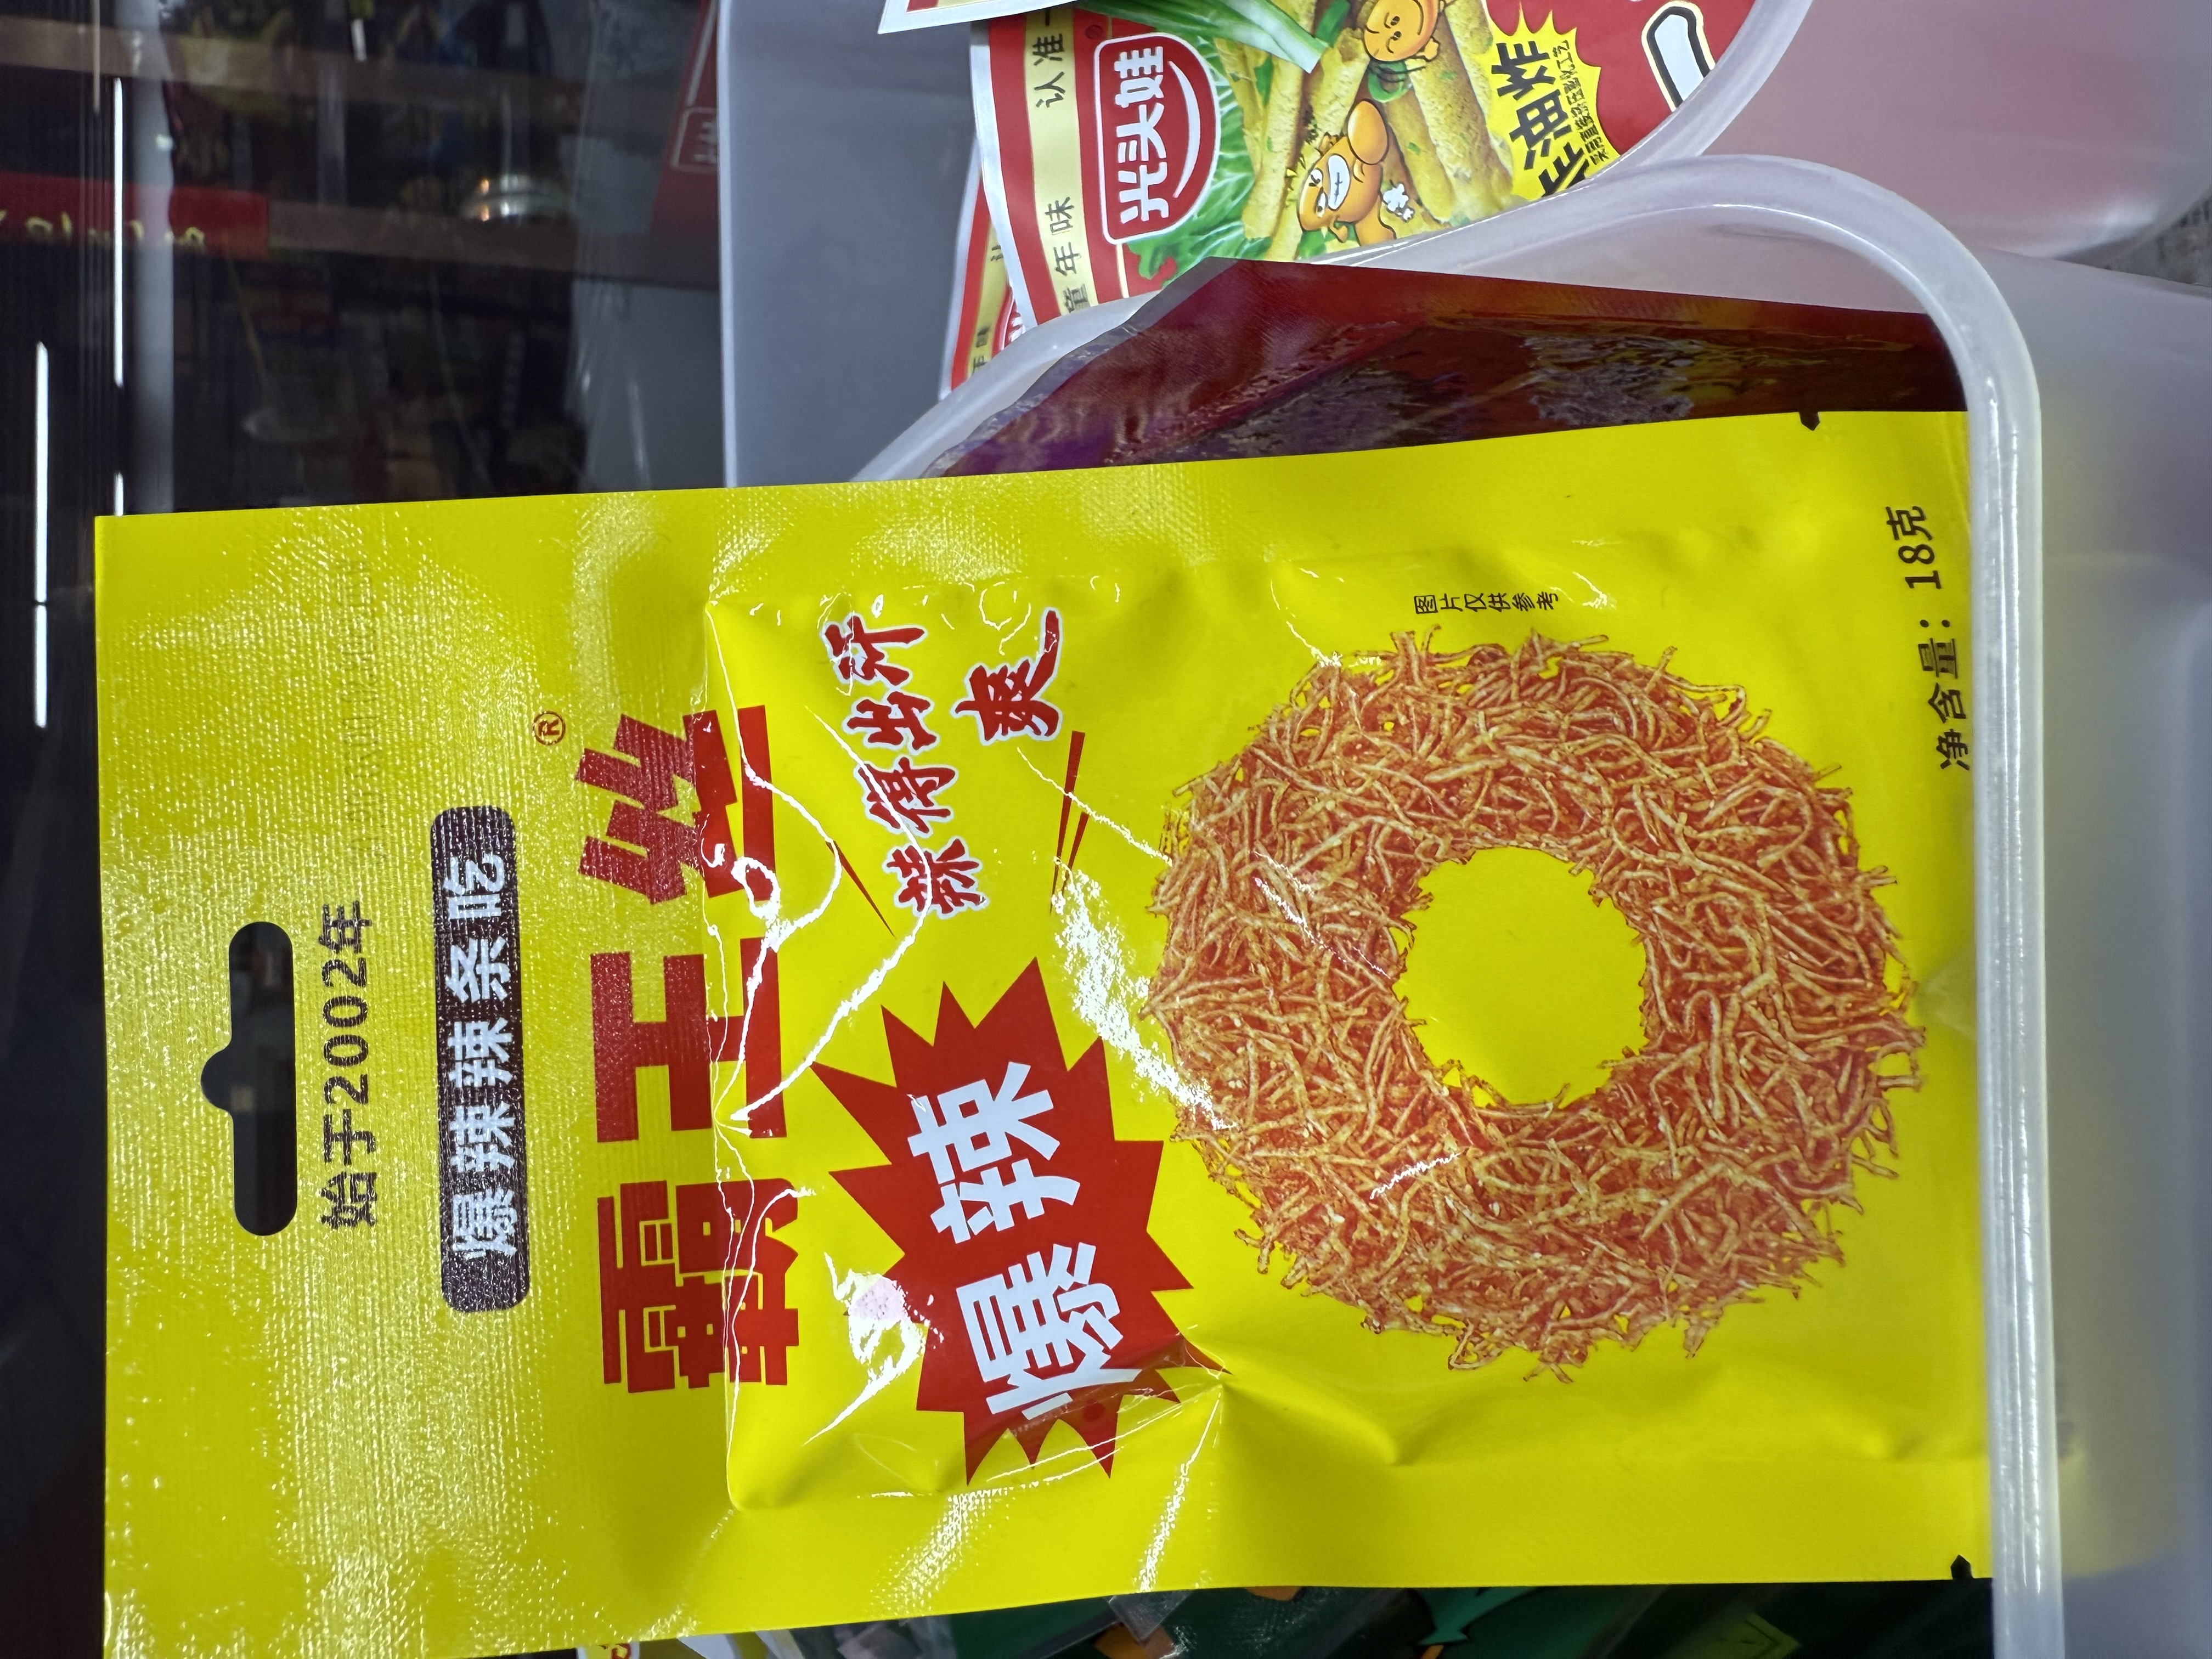 始于2002年
爆辣辣条吃
霸王丝®
爆辣
辣得出汗
爽
图片仅供参考
净含量：18克
认准
童年味
光头娃
油炸